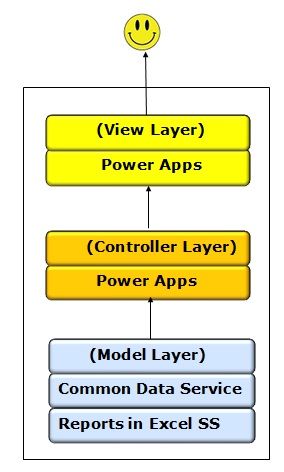 (View Layer)
Power Apps
(Controller Layer)
Power Apps
(Model Layer)
Common Data Service
Reports in Excel SS